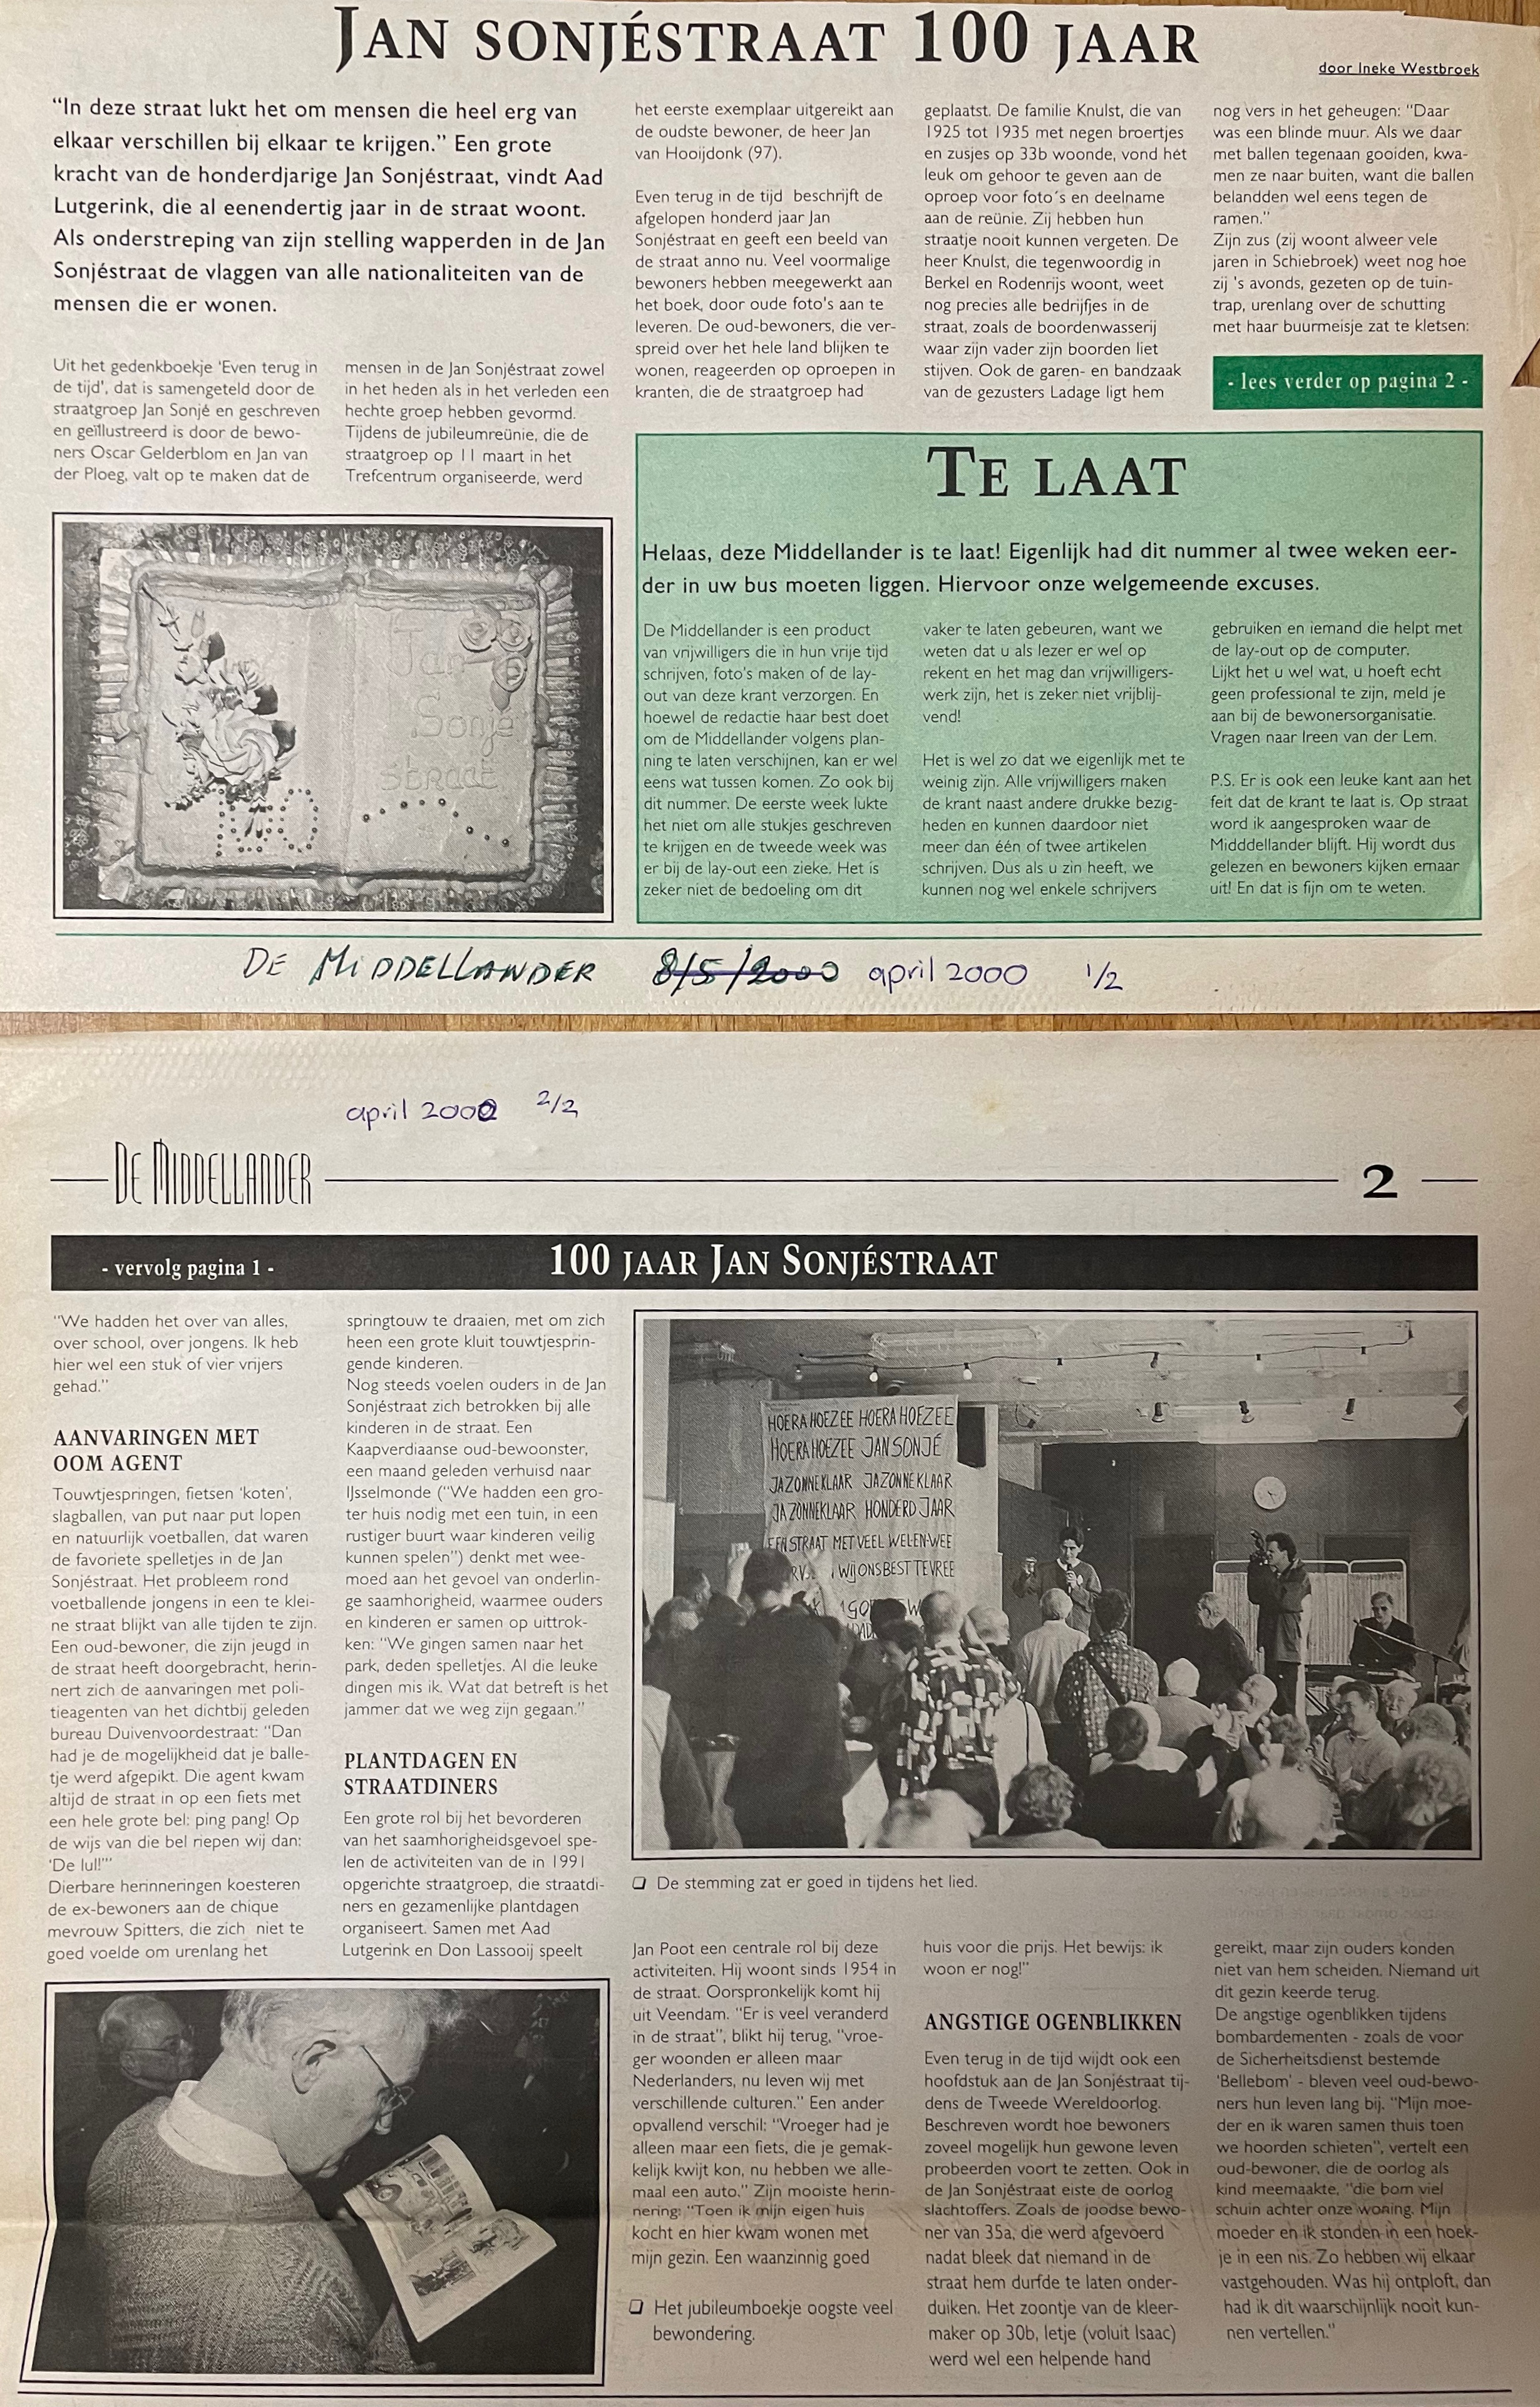 JAN SONJÉSTRAAT 100 JAAR
door Ineke Westbroek
“In deze straat lukt het om mensen die heel erg van
elkaar verschillen bij elkaar te krijgen.” Een grote
kracht van de honderdjarige Jan Sonjéstraat, vindt Aad
Lutgerink, die al eenendertig jaar in de straat woont.
Als onderstreping van zijn stelling wapperden in de Jan
Sonjéstraat de vlaggen van alle nationaliteiten van de
mensen die er wonen.
Uit het gedenkboekje 'Even terug in
de tijd', dat is samengeteld door de
straatgroep Jan Sonjé en geschreven
en geïllustreerd is door de bewo-
ners Oscar Gelderblom en Jan van
der Ploeg, valt op te maken dat de
mensen in de Jan Sonjéstraat zowel
in het heden als in het verleden een
hechte groep hebben gevormd.
Tijdens de jubileumreünie, die de
straatgroep op 11 maart in het
Trefcentrum organiseerde, werd
het eerste exemplaar uitgereikt aan
de oudste bewoner, de heer Jan
van Hooijdonk (97).
Even terug in de tijd beschrijft de
afgelopen honderd jaar Jan
Sonjéstraat en geeft een beeld van
de straat anno nu. Veel voormalige
bewoners hebben meegewerkt aan
het boek, door oude foto's aan te
leveren. De oud-bewoners, die ver-
spreid over het hele land blijken te
wonen, reageerden op oproepen in
kranten, die de straatgroep had
geplaatst. De familie Knulst, die van
1925 tot 1935 met negen broertjes
en zusjes op 33b woonde, vond hét
leuk om gehoor te geven aan de
oproep voor foto´s en deelname
aan de reünie. Zij hebben hun
straatje nooit kunnen vergeten. De
heer Knulst, die tegenwoordig in
Berkel en Rodenrijs woont, weet
nog precies alle bedrijfjes in de
straat, zoals de boordenwasserij
waar zijn vader zijn boorden liet
stijven. Ook de garen- en bandzaak
van de gezusters Ladage ligt hem
nog vers in het geheugen: “Daar
was een blinde muur. Als we daar
met ballen tegenaan gooiden, kwa-
men ze naar buiten, want die ballen
belandden wel eens tegen de
ramen.”
Zijn zus (zij woont alweer vele
jaren in Schiebroek) weet nog hoe
zij 's avonds, gezeten op de tuin-
trap, urenlang over de schutting
met haar buurmeisje zat te kletsen:
- lees verder op pagina 2 -
Jan
Sonjé
straat
100
TE LAAT
Helaas, deze Middellander is te laat! Eigenlijk had dit nummer al twee weken eer-
der in uw bus moeten liggen. Hiervoor onze welgemeende excuses.
De Middellander is een product
van vrijwilligers die in hun vrije tijd
schrijven, foto's maken of de lay-
out van deze krant verzorgen. En
hoewel de redactie haar best doet
om de Middellander volgens plan-
ning te laten verschijnen, kan er wel
eens wat tussen komen. Zo ook bij
dit nummer. De eerste week lukte
het niet om alle stukjes geschreven
te krijgen en de tweede week was
er bij de lay-out een zieke. Het is
zeker niet de bedoeling om dit
vaker te laten gebeuren, want we
weten dat u als lezer er wel op
rekent en het mag dan vrijwilligers-
werk zijn, het is zeker niet vrijblij-
vend!
Het is wel zo dat we eigenlijk met te
weinig zijn. Alle vrijwilligers maken
de krant naast andere drukke bezig-
heden en kunnen daardoor niet
meer dan één of twee artikelen
schrijven. Dus als u zin heeft, we
kunnen nog wel enkele schrijvers
gebruiken en iemand die helpt met
de lay-out op de computer.
Lijkt het u wel wat, u hoeft echt
geen professional te zijn, meld je
aan bij de bewonersorganisatie.
Vragen naar Ireen van der Lem.
P.S. Er is ook een leuke kant aan het
feit dat de krant te laat is. Op straat
word ik aangesproken waar de
Midddellander blijft. Hij wordt dus
gelezen en bewoners kijken ernaar
uit! En dat is fijn om te weten.
DE MIDDELLANDER 8/5/2000 april 2000 1/2
april 2000 2/2
DE MIDDELLANDER
2
- vervolg pagina 1 -
100 JAAR JAN SONJÉSTRAAT
“We hadden het over van alles,
over school, over jongens. Ik heb
hier wel een stuk of vier vrijers
gehad.”
AANVARINGEN MET
OOM AGENT
Touwtjespringen, fietsen 'koten',
slagballen, van put naar put lopen
en natuurlijk voetballen, dat waren
de favoriete spelletjes in de Jan
Sonjéstraat. Het probleem rond
voetballende jongens in een te klei-
ne straat blijkt van alle tijden te zijn.
Een oud-bewoner, die zijn jeugd in
de straat heeft doorgebracht, herin-
nert zich de aanvaringen met poli-
tieagenten van het dichtbij geleden
bureau Duivenvoordestraat: “Dan
had je de mogelijkheid dat je balle-
tje werd afgepikt. Die agent kwam
altijd de straat in op een fiets met
een hele grote bel: ping pang! Op
de wijs van die bel riepen wij dan:
'De lul!'”
Dierbare herinneringen koesteren
de ex-bewoners aan de chique
mevrouw Spitters, die zich niet te
goed voelde om urenlang het
springtouw te draaien, met om zich
heen een grote kluit touwtjesprin-
gende kinderen.
Nog steeds voelen ouders in de Jan
Sonjéstraat zich betrokken bij alle
kinderen in de straat. Een
Kaapverdiaanse oud-bewoonster,
een maand geleden verhuisd naar
IJsselmonde (“We hadden een gro-
ter huis nodig met een tuin, in een
rustiger buurt waar kinderen veilig
kunnen spelen”) denkt met wee-
moed aan het gevoel van onderlin-
ge saamhorigheid, waarmee ouders
en kinderen er samen op uittrok-
ken: “We gingen samen naar het
park, deden spelletjes. Al die leuke
dingen mis ik. Wat dat betreft is het
jammer dat we weg zijn gegaan.”
PLANTDAGEN EN
STRAATDINERS
Een grote rol bij het bevorderen
van het saamhorigheidsgevoel spe-
len de activiteiten van de in 1991
opgerichte straatgroep, die straatdi-
ners en gezamenlijke plantdagen
organiseert. Samen met Aad
Lutgerink en Don Lassooij speelt
HOERA HOEZEE HOERA HOEZEE
HOERA HOEZEE JAN SONJÉ
JAZONNEKLAAR JAZONNEKLAAR
JAZONNEKLAAR HONDERD JAAR
EEN STRAAT MET VEEL WEL EN WEE
WIJ ONS BEST TEVREE
❏ De stemming zat er goed in tijdens het lied.
Jan Poot een centrale rol bij deze
activiteiten. Hij woont sinds 1954 in
de straat. Oorspronkelijk komt hij
uit Veendam. “Er is veel veranderd
in de straat”, blikt hij terug, “vroe-
ger woonden er alleen maar
Nederlanders, nu leven wij met
verschillende culturen.” Een ander
opvallend verschil: “Vroeger had je
alleen maar een fiets, die je gemak-
kelijk kwijt kon, nu hebben we alle-
maal een auto.” Zijn mooiste herin-
nering: “Toen ik mijn eigen huis
kocht en hier kwam wonen met
mijn gezin. Een waanzinnig goed
❏ Het jubileumboekje oogste veel
bewondering.
huis voor die prijs. Het bewijs: ik
woon er nog!”
ANGSTIGE OGENBLIKKEN
Even terug in de tijd wijdt ook een
hoofdstuk aan de Jan Sonjéstraat tij-
dens de Tweede Wereldoorlog.
Beschreven wordt hoe bewoners
zoveel mogelijk hun gewone leven
probeerden voort te zetten. Ook in
de Jan Sonjéstraat eiste de oorlog
slachtoffers. Zoals de joodse bewo-
ner van 35a, die werd afgevoerd
nadat bleek dat niemand in de
straat hem durfde te laten onder-
duiken. Het zoontje van de kleer-
maker op 30b, Ietje (voluit Isaac)
werd wel een helpende hand
gereikt, maar zijn ouders konden
niet van hem scheiden. Niemand uit
dit gezin keerde terug.
De angstige ogenblikken tijdens
bombardementen - zoals de voor
de Sicherheitsdienst bestemde
'Bellebom' - bleven veel oud-bewo-
ners hun leven lang bij. “Mijn moe-
der en ik waren samen thuis toen
we hoorden schieten”, vertelt een
oud-bewoner, die de oorlog als
kind meemaakte, “die bom viel
schuin achter onze woning. Mijn
moeder en ik stonden in een hoek-
je in een nis. Zo hebben wij elkaar
vastgehouden. Was hij ontploft, dan
had ik dit waarschijnlijk nooit kun-
nen vertellen.”